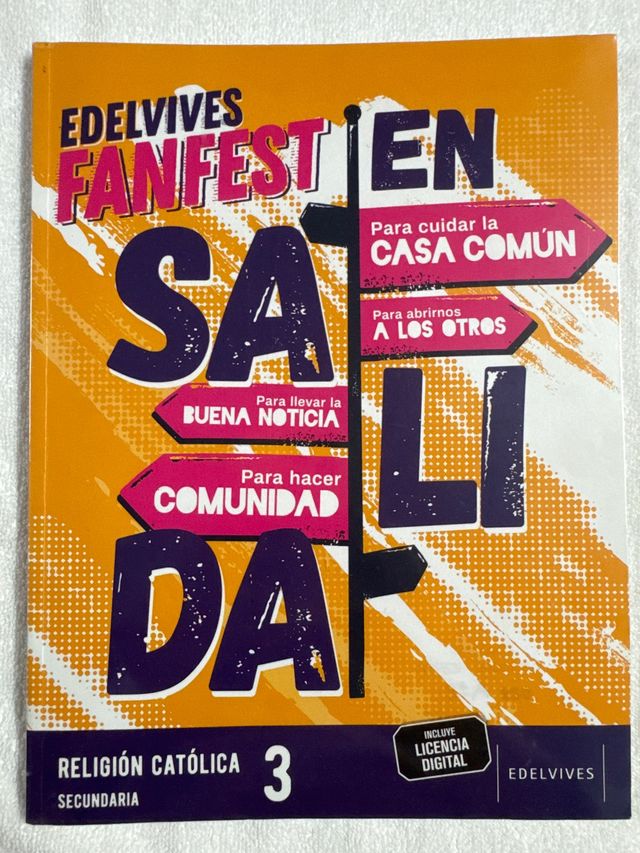 EDELVIVES
FANFEST
EN
SA
LI
DA
Para cuidar la
CASA COMÚN
Para abrirnos
A LOS OTROS
Para llevar la
BUENA NOTICIA
Para hacer
COMUNIDAD
RELIGIÓN CATÓLICA 3
SECUNDARIA
INCLUYE
LICENCIA
DIGITAL
EDELVIVES